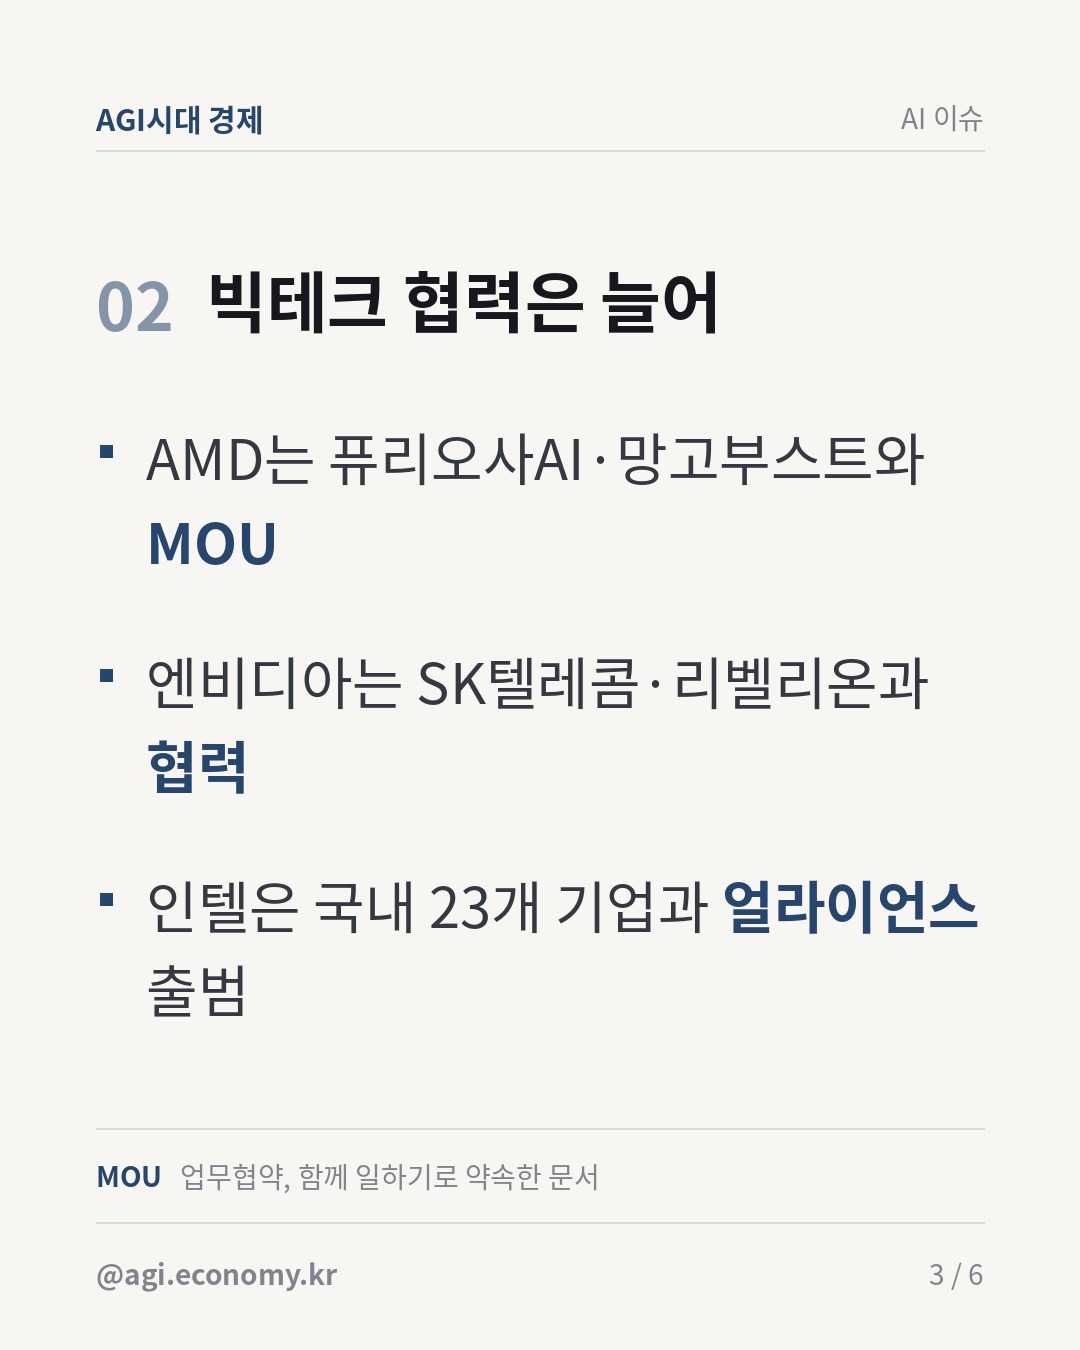 AGI시대 경제
AI 이슈
02 빅테크 협력은 늘어
▪ AMD는 퓨리오사AI·망고부스트와
MOU
▪ 엔비디아는 SK텔레콤·리벨리온과
협력
▪ 인텔은 국내 23개 기업과 얼라이언스
출범
MOU 업무협약, 함께 일하기로 약속한 문서
@agi.economy.kr
3 / 6